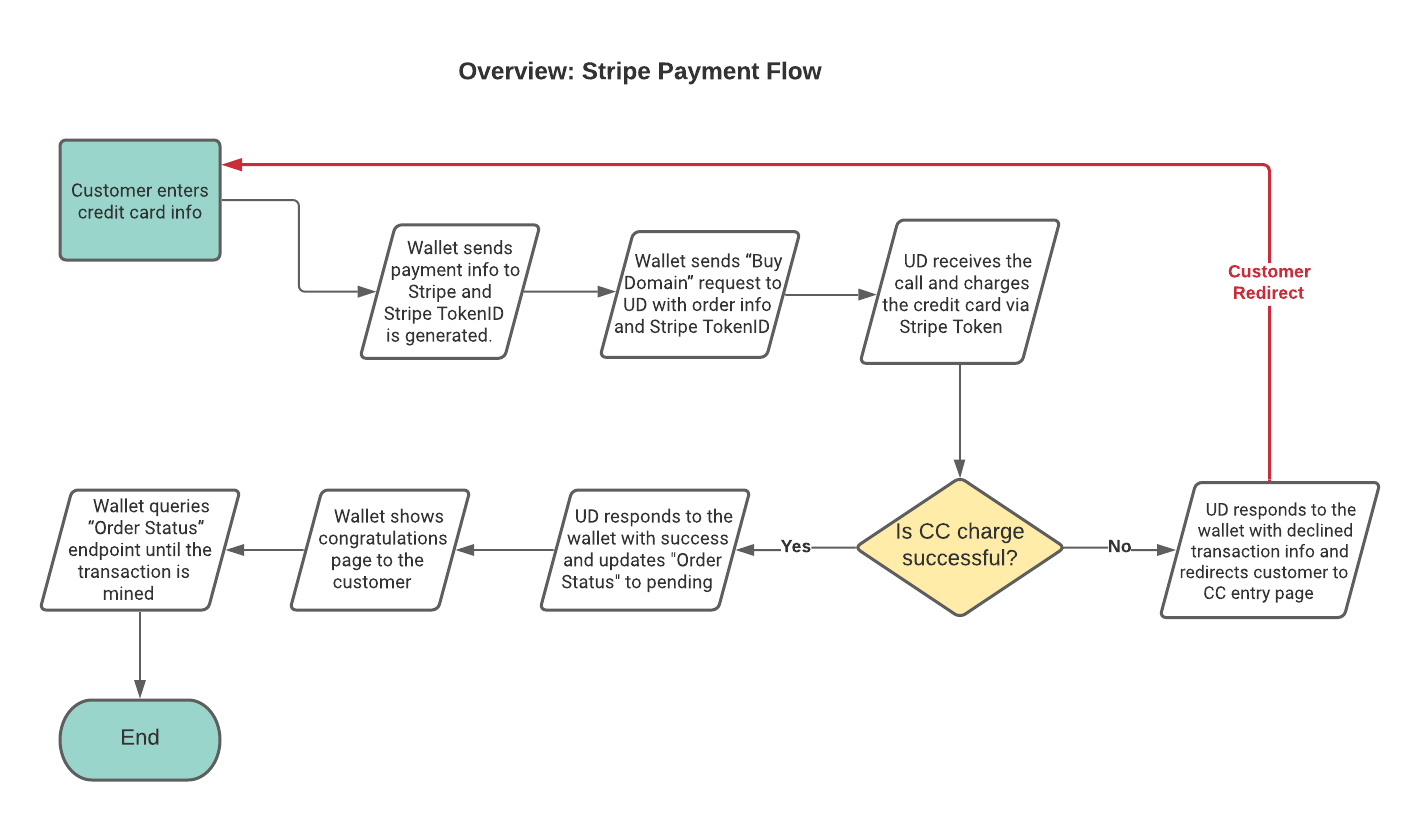 Overview: Stripe Payment Flow
Customer enters
credit card info
Wallet sends
payment info to
Stripe and
Stripe TokenID
is generated.
Wallet sends “Buy
Domain” request to
UD with order info
and Stripe TokenID
UD receives the
call and charges
the credit card via
Stripe Token
Customer
Redirect
Is CC charge
successful?
Yes
No
UD responds to the
wallet with declined
transaction info and
redirects customer to
CC entry page
UD responds to the
wallet with success
and updates "Order
Status" to pending
Wallet shows
congratulations
page to the
customer
Wallet queries
“Order Status“
endpoint until the
transaction is
mined
End